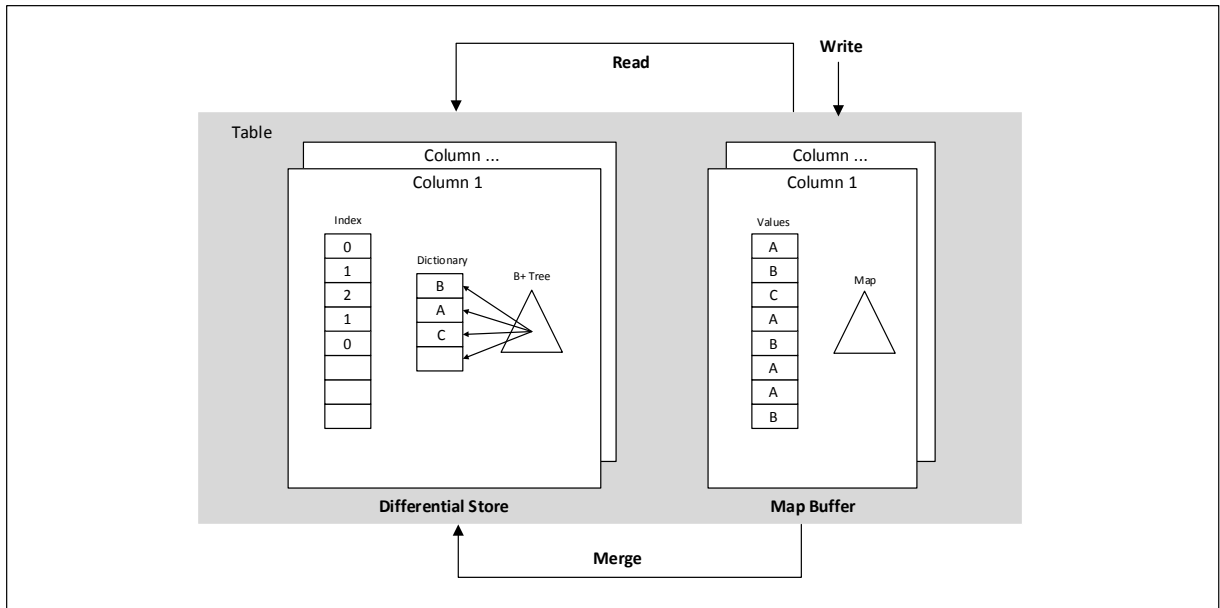 Write
Read
Table
Column ...
Column 1
Index
0
1
2
1
0
Dictionary
B
A
C
B+ Tree
Column ...
Column 1
Values
A
B
C
A
B
A
A
B
Map
Differential Store
Map Buffer
Merge